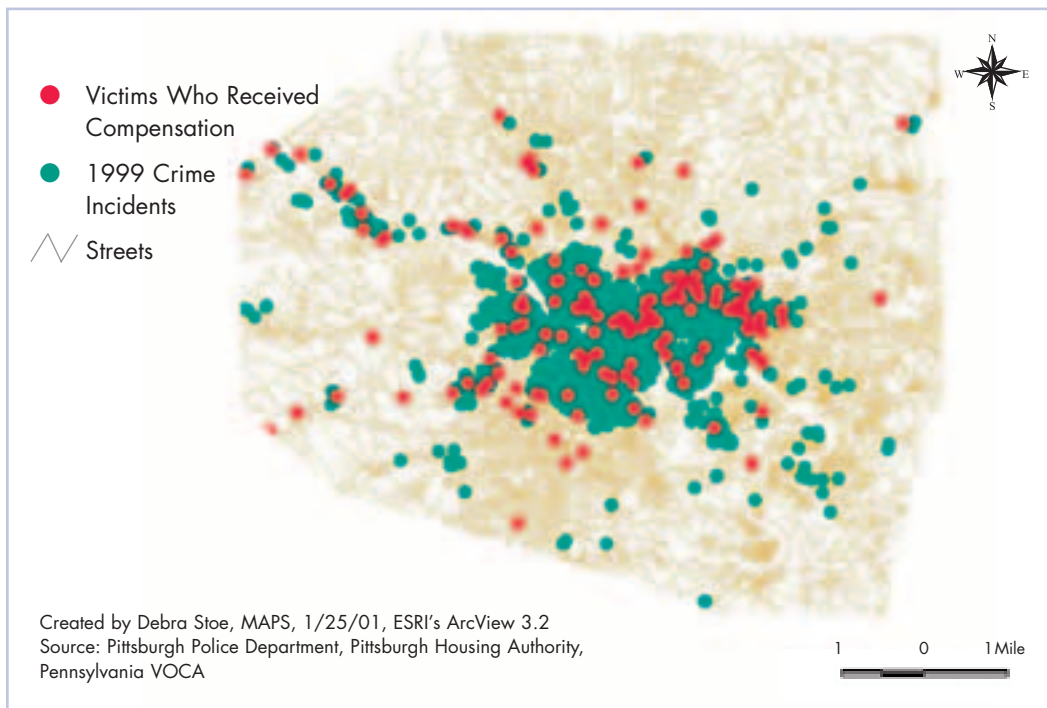 N
W E
S
Victims Who Received
Compensation
1999 Crime
Incidents
Streets
Created by Debra Stoe, MAPS, 1/25/01, ESRI's ArcView 3.2
Source: Pittsburgh Police Department, Pittsburgh Housing Authority,
Pennsylvania VOCA
1 0 1 Mile